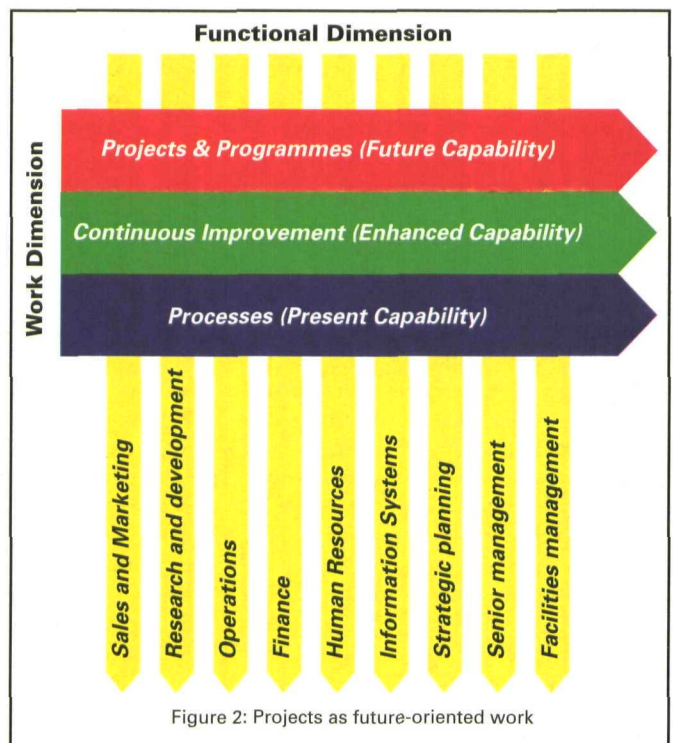 Functional Dimension
Work Dimension
Projects & Programmes (Future Capability)
Continuous Improvement (Enhanced Capability)
Processes (Present Capability)
Sales and Marketing
Research and development
Operations
Finance
Human Resources
Information Systems
Strategic planning
Senior management
Facilities management
Figure 2: Projects as future-oriented work